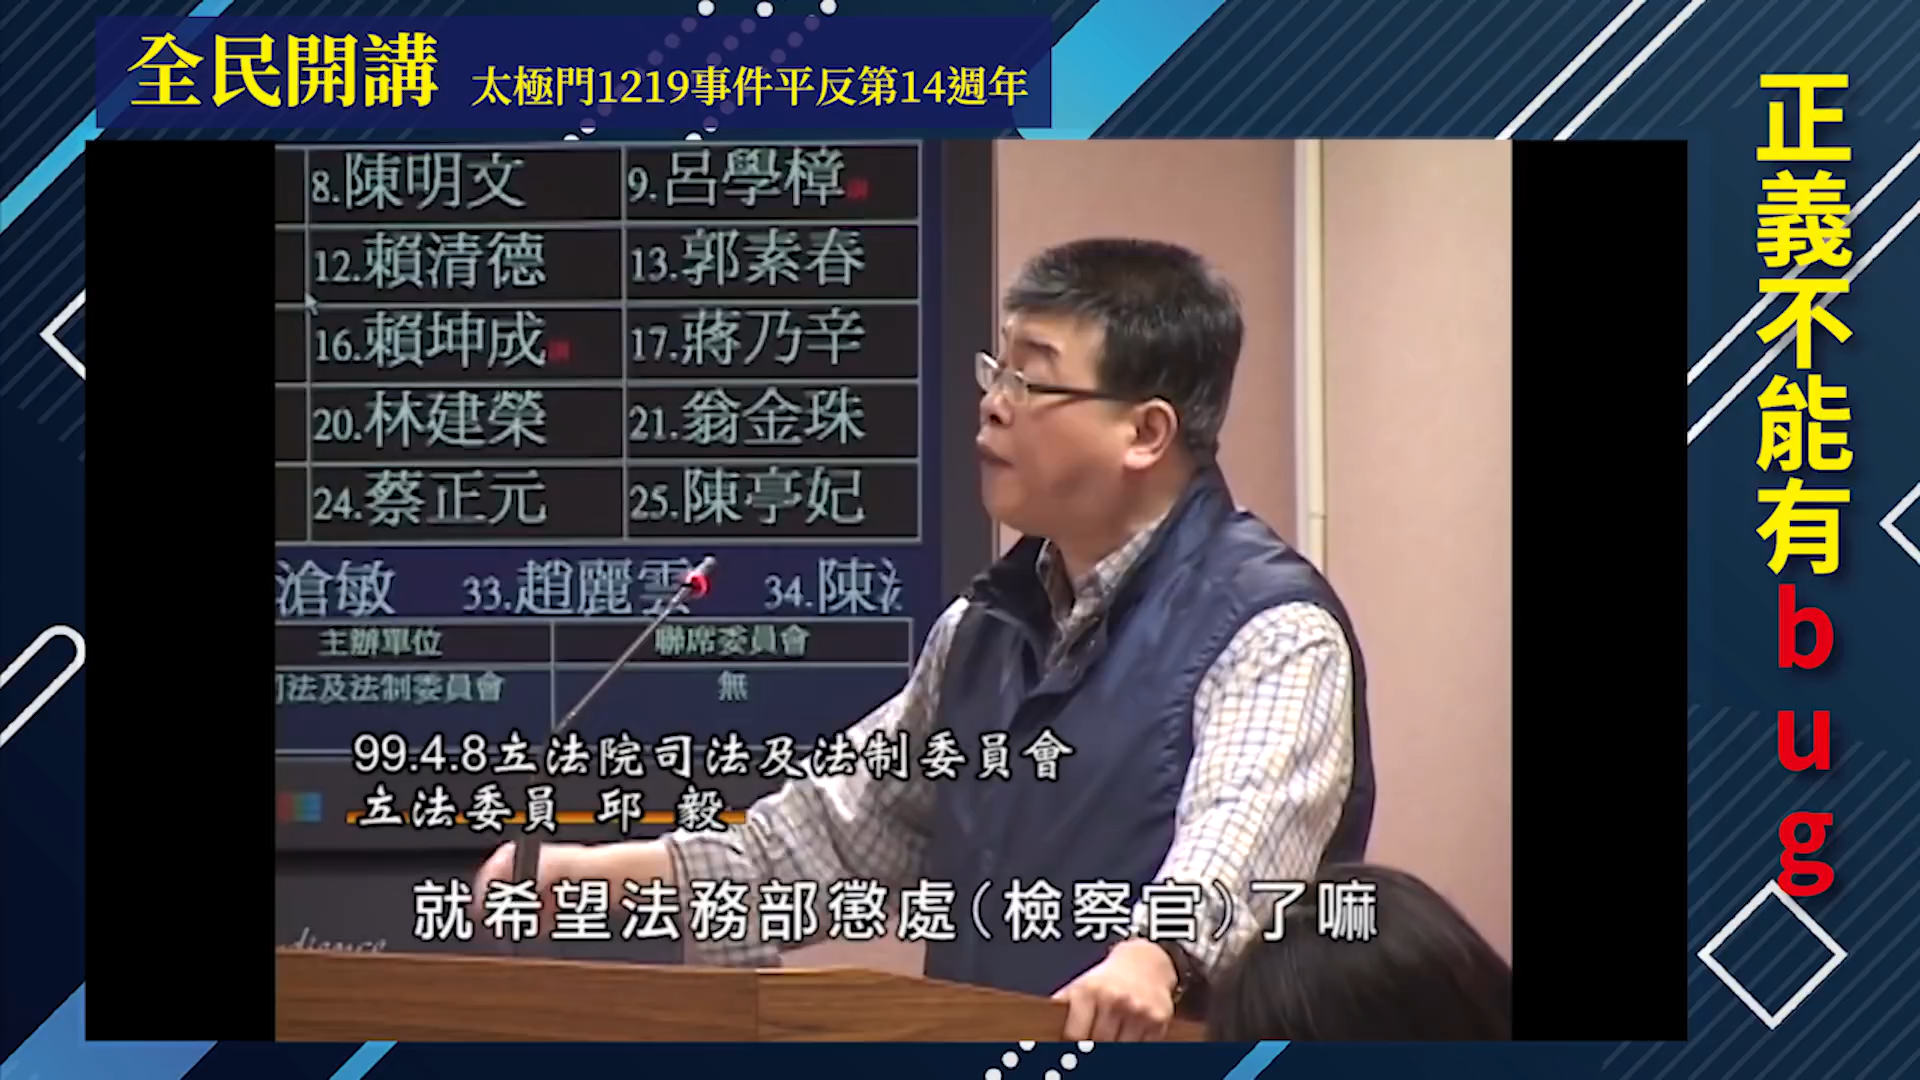 全民開講 太極門1219事件平反第14週年
正義不能有bug
8.陳明文 9.呂學樟
12.賴清德 13.郭素春
16.賴坤成 17.蔣乃辛
20.林建榮 21.翁金珠
24.蔡正元 25.陳亭妃
滄敏 33.趙麗雲 34.陳
主辦單位 聯席委員會
司法及法制委員會 無
99.4.8立法院司法及法制委員會
立法委員 邱 毅
就希望法務部懲處(檢察官)了嘛